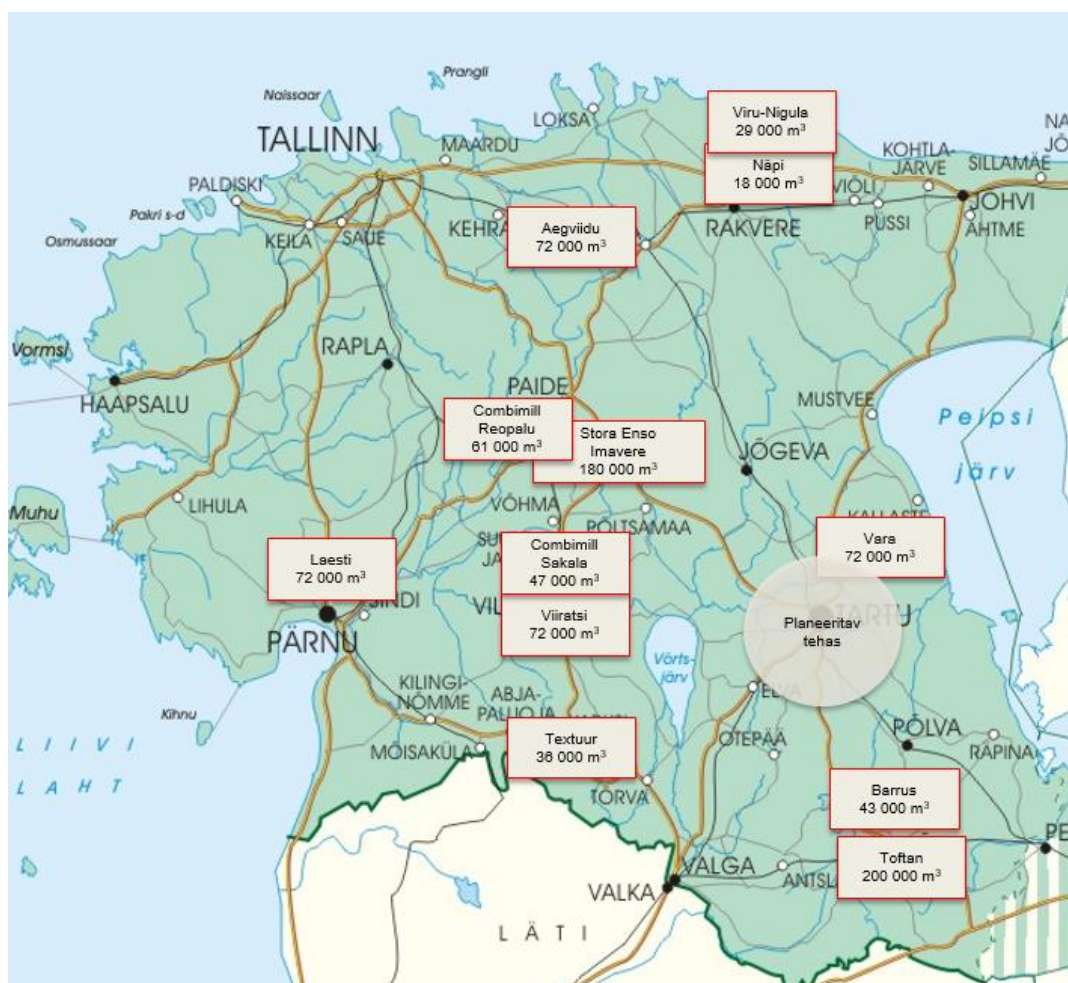 Prangli
Naissaar
LOKSA
Viru-Nigula
29 000 m³
TALLINN
MAARDU
KOHTLA-
JÄRVE
SILLAMÄE
Näpi
18 000 m³
PALDISKI
Pakri s-d
JÕHVI
PÜSSI
AHTME
Osmussaar
KEILA
SAUE
KEHRA
Aegviidu
72 000 m³
RAKVERE
Vormsi
RAPLA
HAAPSALU
PAIDE
MUSTVEE
Peipsi
järv
Combimill
Reopalu
61 000 m³
Stora Enso
Imavere
180 000 m³
JÕGEVA
LIHULA
Muhu
VÕHMA
PÕLTSAMAA
KALLASTE
Vara
72 000 m³
Laesti
72 000 m³
Combimill
Sakala
47 000 m³
SINDI
PÄRNU
Viiratsi
72 000 m³
Planeeritav
tehas
TARTU
Võrts-
järv
Kihnu
KILINGI-
NÕMME
ABJA-
PALUOJA
ELVA
PÕLVA
RÄPINA
OTEPÄÄ
LIIVI
LAHT
MÕISAKÜLA
Textuur
36 000 m³
TÕRVA
Barrus
43 000 m³
Toftan
200 000 m³
VALGA
VALKA
LÄTI